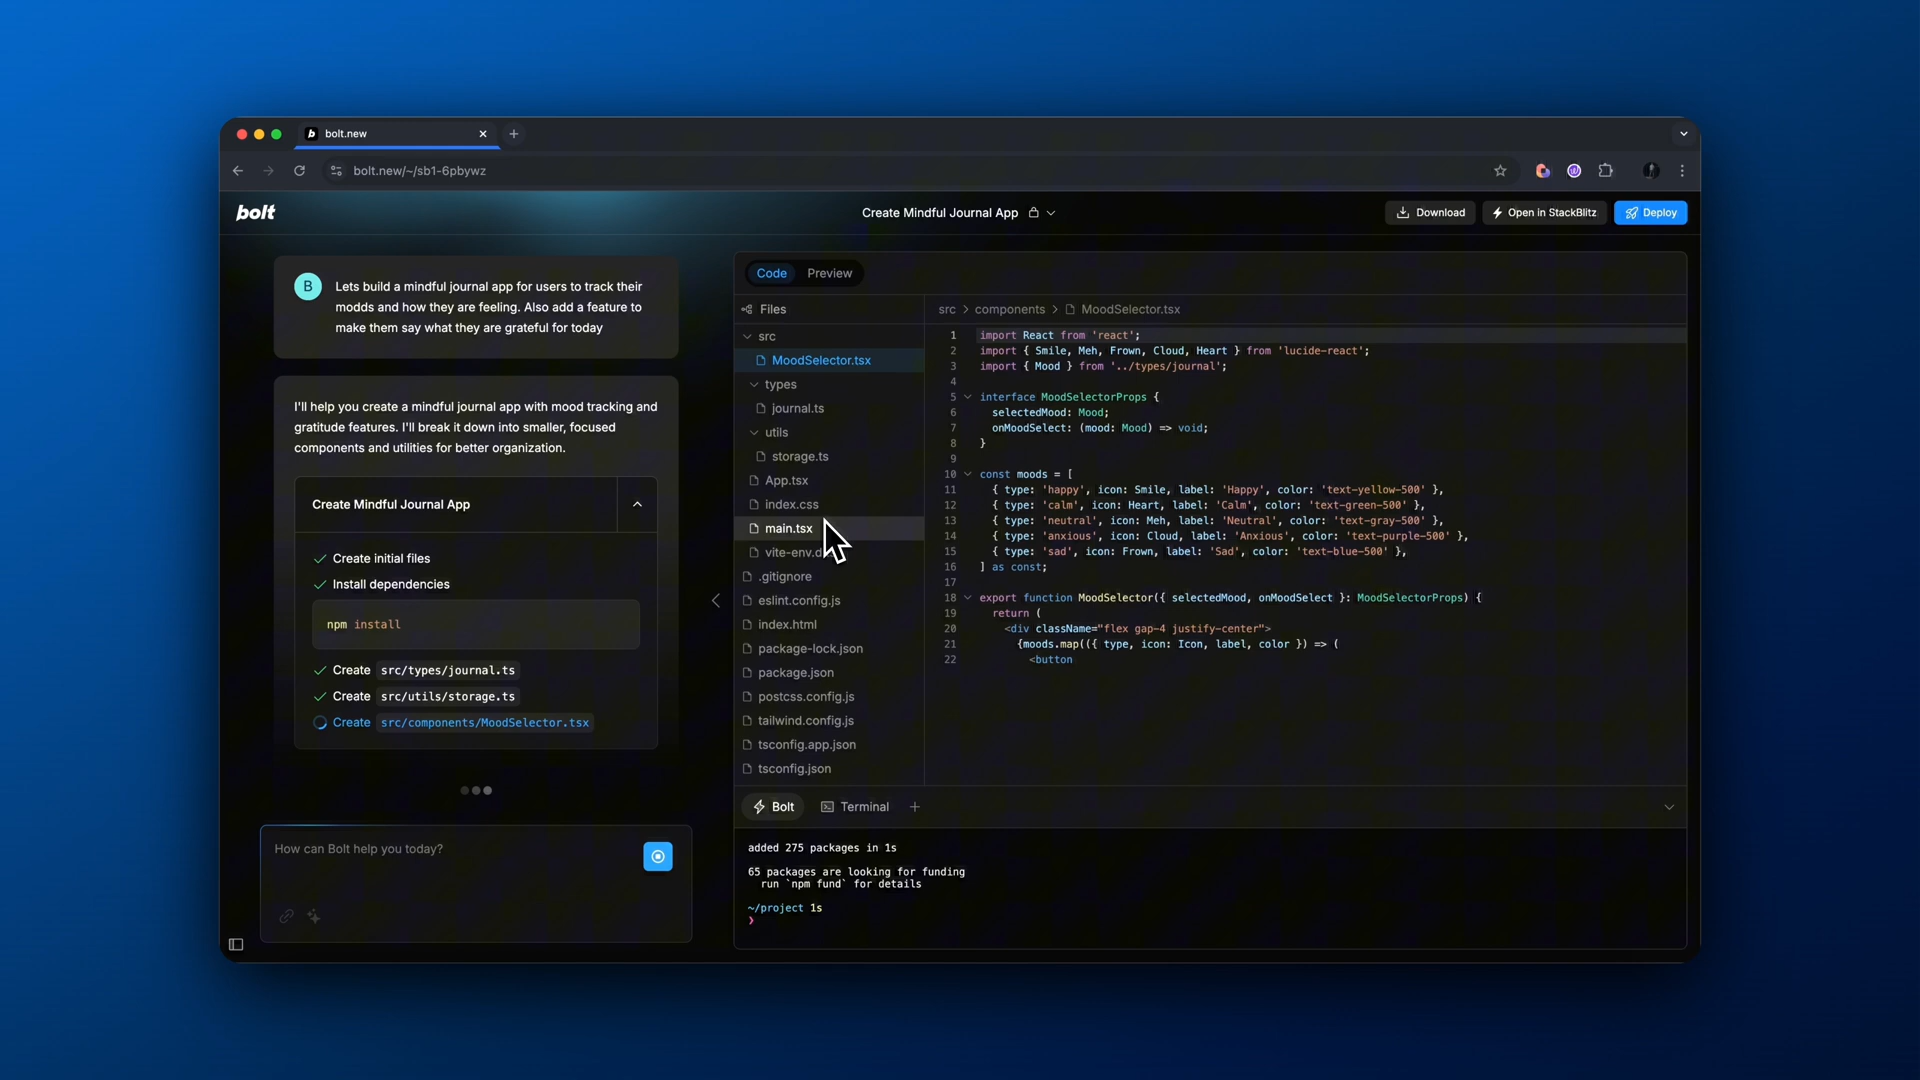 bolt.new
bolt.new/~/sb1-6pbywz
bolt
Create Mindful Journal App
Download
Open in StackBlitz
Deploy
B
Lets build a mindful journal app for users to track their
modds and how they are feeling. Also add a feature to
make them say what they are grateful for today
I'll help you create a mindful journal app with mood tracking and
gratitude features. I'll break it down into smaller, focused
components and utilities for better organization.
Create Mindful Journal App
Create initial files
Install dependencies
npm install
Create src/types/journal.ts
Create src/utils/storage.ts
Create src/components/MoodSelector.tsx
How can Bolt help you today?
Code Preview
Files
src
MoodSelector.tsx
types
journal.ts
utils
storage.ts
App.tsx
index.css
main.tsx
vite-env.d
.gitignore
eslint.config.js
index.html
package-lock.json
package.json
postcss.config.js
tailwind.config.js
tsconfig.app.json
tsconfig.json
src > components > MoodSelector.tsx
1 import React from 'react';
2 import { Smile, Meh, Frown, Cloud, Heart } from 'lucide-react';
3 import { Mood } from '../types/journal';
4
5 interface MoodSelectorProps {
6 selectedMood: Mood;
7 onMoodSelect: (mood: Mood) => void;
8 }
9
10 const moods = [
11 { type: 'happy', icon: Smile, label: 'Happy', color: 'text-yellow-500' },
12 { type: 'calm', icon: Heart, label: 'Calm', color: 'text-green-500' },
13 { type: 'neutral', icon: Meh, label: 'Neutral', color: 'text-gray-500' },
14 { type: 'anxious', icon: Cloud, label: 'Anxious', color: 'text-purple-500' },
15 { type: 'sad', icon: Frown, label: 'Sad', color: 'text-blue-500' },
16 ] as const;
17
18 export function MoodSelector({ selectedMood, onMoodSelect }: MoodSelectorProps) {
19 return (
20 <div className="flex gap-4 justify-center">
21 {moods.map(({ type, icon: Icon, label, color }) => (
22 <button
Bolt Terminal
added 275 packages in 1s
65 packages are looking for funding
run `npm fund` for details
~/project 1s
❯